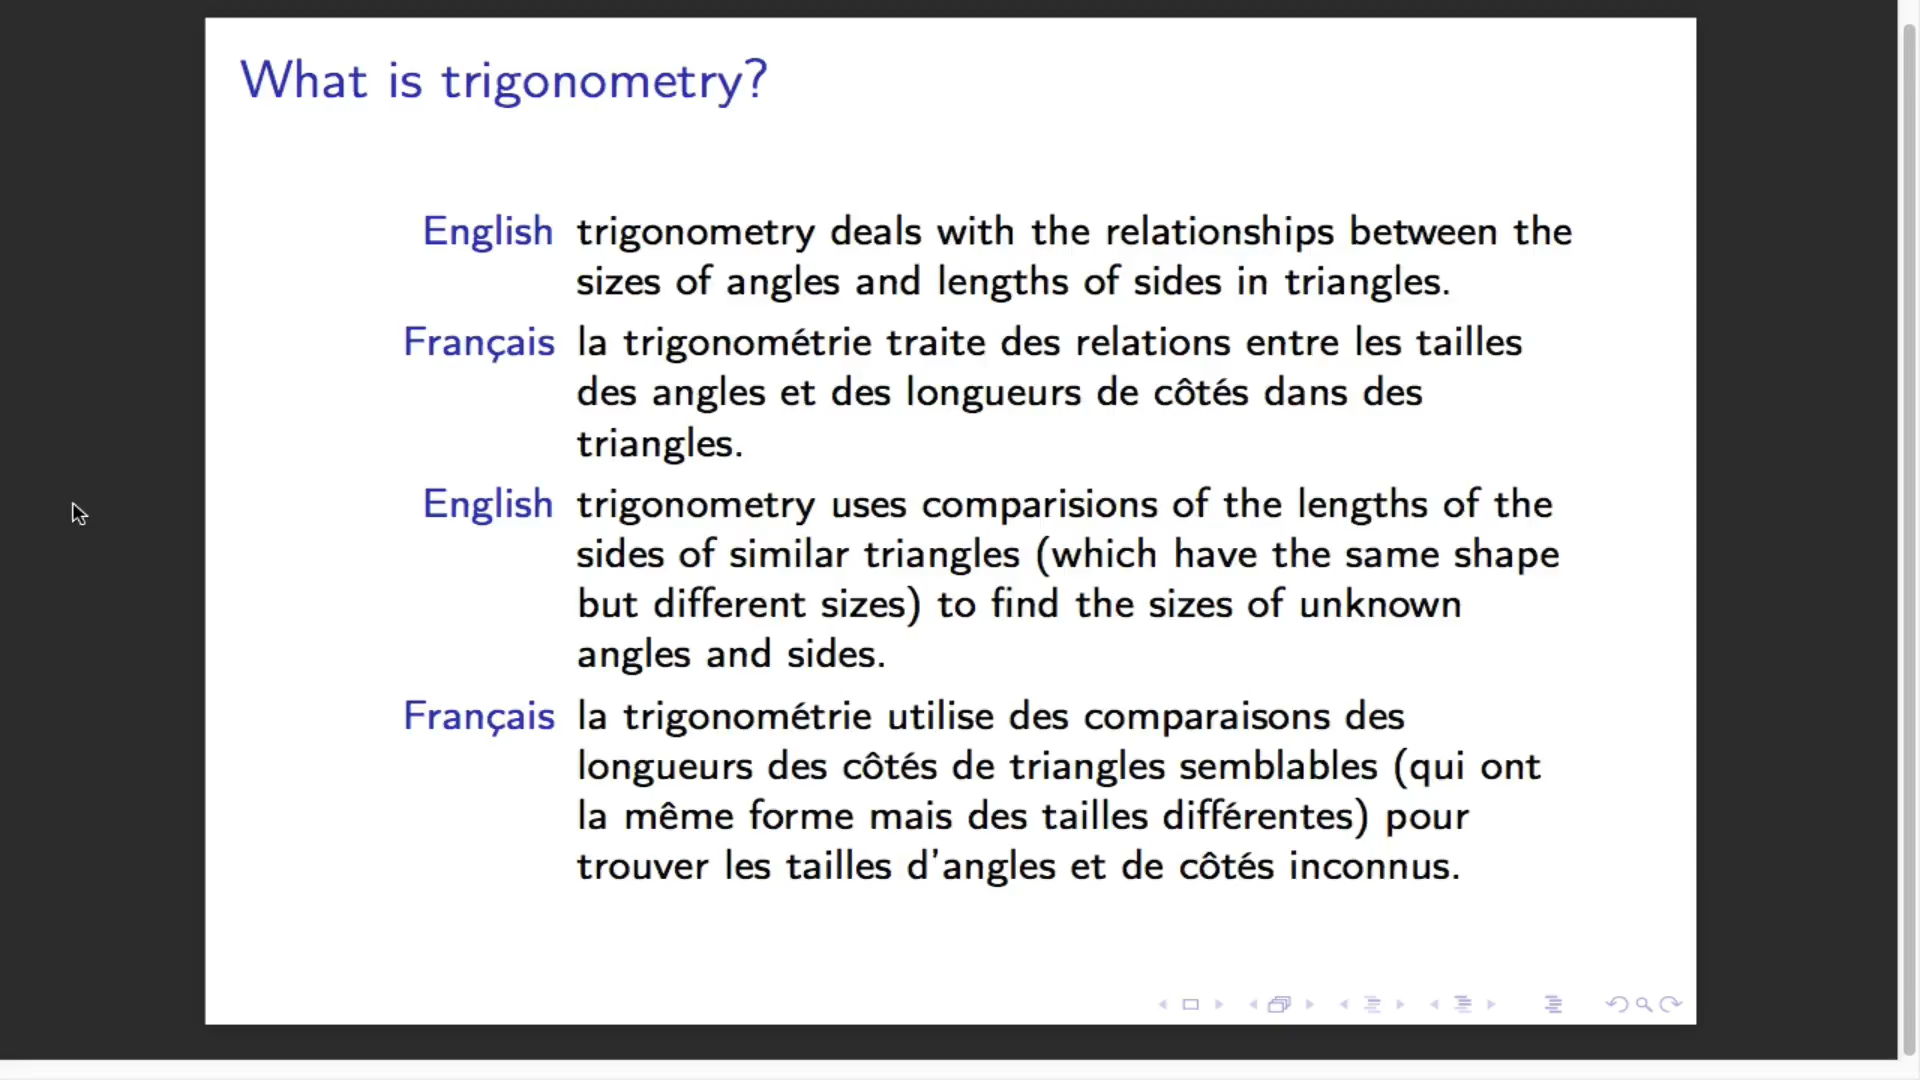 What is trigonometry?
English trigonometry deals with the relationships between the
sizes of angles and lengths of sides in triangles.
Français la trigonométrie traite des relations entre les tailles
des angles et des longueurs de côtés dans des
triangles.
English trigonometry uses comparisions of the lengths of the
sides of similar triangles (which have the same shape
but different sizes) to find the sizes of unknown
angles and sides.
Français la trigonométrie utilise des comparaisons des
longueurs des côtés de triangles semblables (qui ont
la même forme mais des tailles différentes) pour
trouver les tailles d'angles et de côtés inconnus.